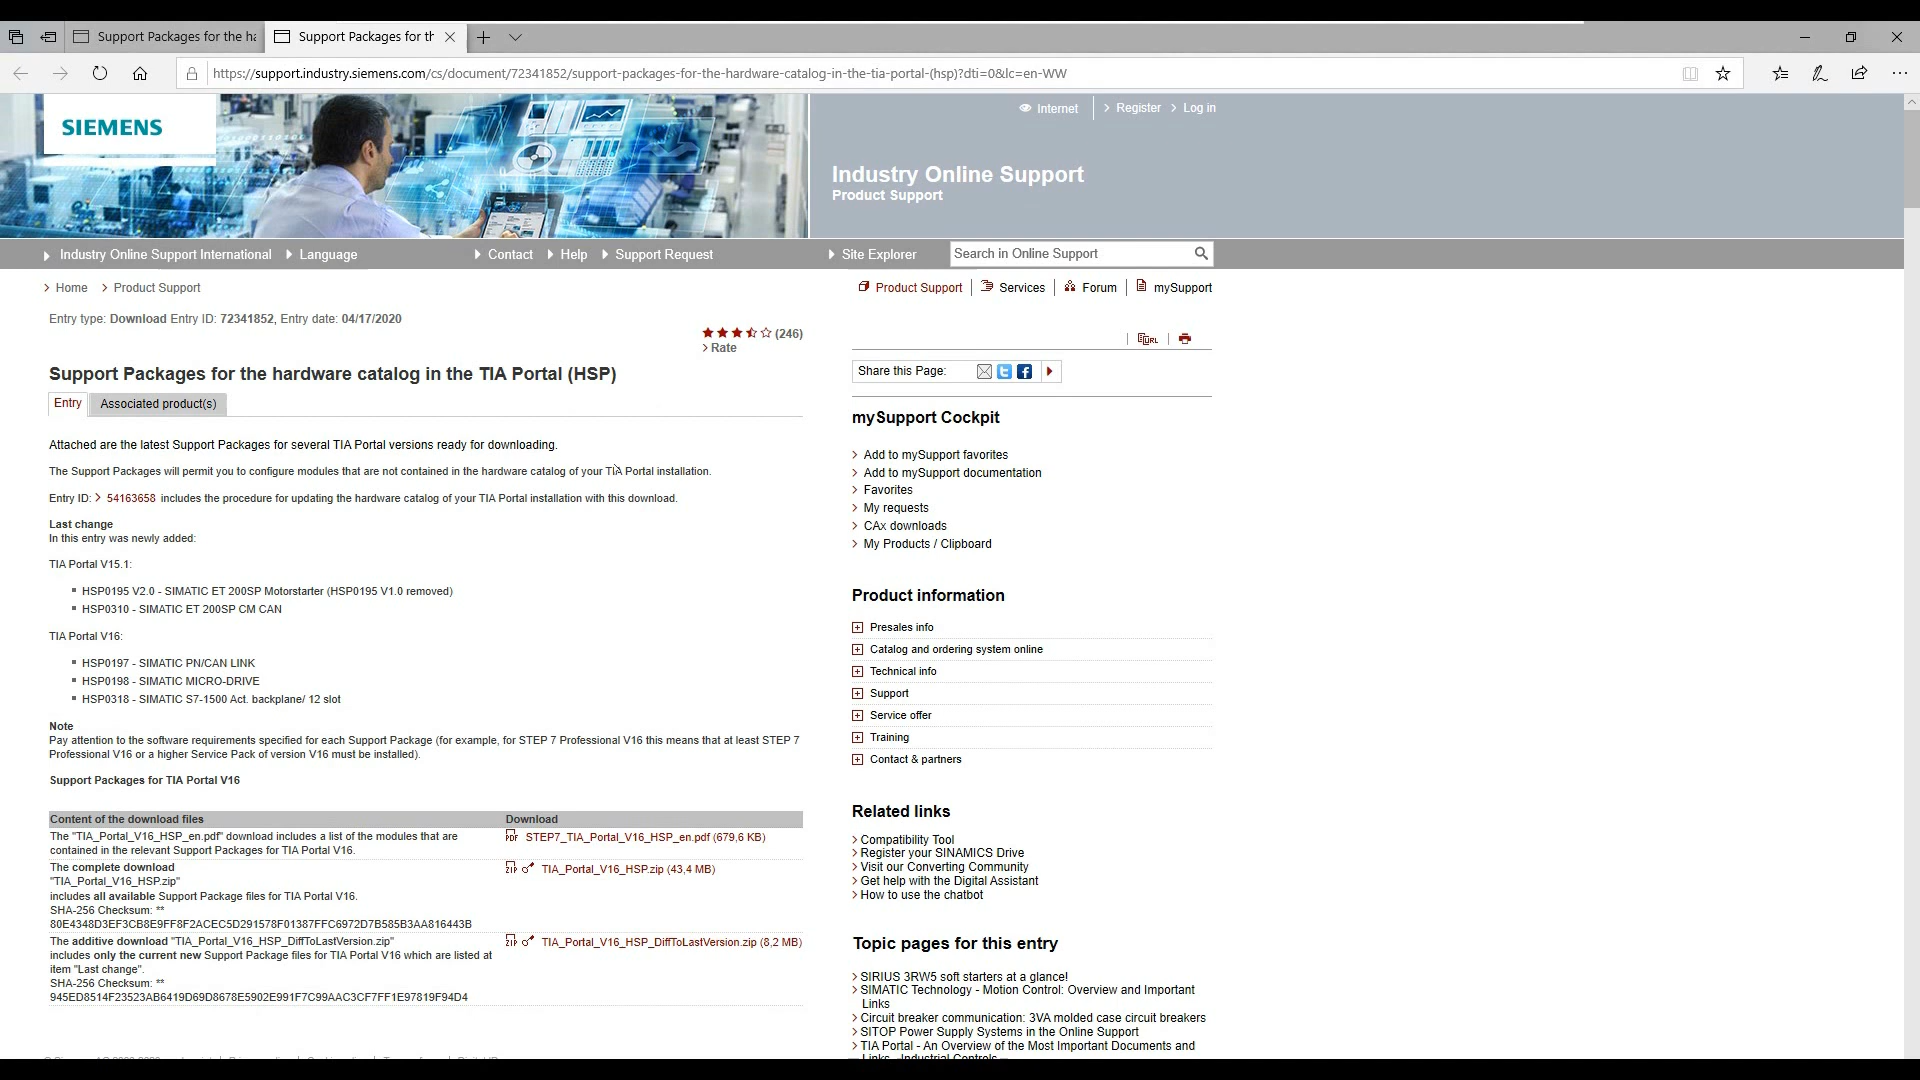 Support Packages for the ha
Support Packages for th
https://support.industry.siemens.com/cs/document/72341852/support-packages-for-the-hardware-catalog-in-the-tia-portal-(hsp)?dti=0&lc=en-WW
SIEMENS
Internet
Register
Log in
Industry Online Support
Product Support
Industry Online Support International
Language
Contact
Help
Support Request
Site Explorer
Search in Online Support
Home
Product Support
Product Support
Services
Forum
mySupport
Entry type: Download Entry ID: 72341852, Entry date: 04/17/2020
(246)
Rate
URL
Share this Page:
Support Packages for the hardware catalog in the TIA Portal (HSP)
Entry
Associated product(s)
Attached are the latest Support Packages for several TIA Portal versions ready for downloading.
The Support Packages will permit you to configure modules that are not contained in the hardware catalog of your TIA Portal installation.
Entry ID: 54163658 includes the procedure for updating the hardware catalog of your TIA Portal installation with this download.
Last change
In this entry was newly added:
TIA Portal V15.1:
HSP0195 V2.0 - SIMATIC ET 200SP Motorstarter (HSP0195 V1.0 removed)
HSP0310 - SIMATIC ET 200SP CM CAN
TIA Portal V16:
HSP0197 - SIMATIC PN/CAN LINK
HSP0198 - SIMATIC MICRO-DRIVE
HSP0318 - SIMATIC S7-1500 Act. backplane/ 12 slot
Note
Pay attention to the software requirements specified for each Support Package (for example, for STEP 7 Professional V16 this means that at least STEP 7
Professional V16 or a higher Service Pack of version V16 must be installed).
Support Packages for TIA Portal V16
Content of the download files
Download
The "TIA_Portal_V16_HSP_en.pdf" download includes a list of the modules that are
contained in the relevant Support Packages for TIA Portal V16.
PDF STEP7_TIA_Portal_V16_HSP_en.pdf (679,6 KB)
The complete download
"TIA_Portal_V16_HSP.zip"
includes all available Support Package files for TIA Portal V16.
SHA-256 Checksum: **
80E4348D3EF3CB8E9FF8F2ACEC5D291578F01387FFC6972D7B585B3AA816443B
ZIP TIA_Portal_V16_HSP.zip (43,4 MB)
The additive download "TIA_Portal_V16_HSP_DiffToLastVersion.zip"
includes only the current new Support Package files for TIA Portal V16 which are listed at
item "Last change".
SHA-256 Checksum: **
945ED8514F23523AB6419D69D8678E5902E991F7C99AAC3CF7FF1E97819F94D4
ZIP TIA_Portal_V16_HSP_DiffToLastVersion.zip (8,2 MB)
mySupport Cockpit
Add to mySupport favorites
Add to mySupport documentation
Favorites
My requests
CAx downloads
My Products / Clipboard
Product information
Presales info
Catalog and ordering system online
Technical info
Support
Service offer
Training
Contact & partners
Related links
Compatibility Tool
Register your SINAMICS Drive
Visit our Converting Community
Get help with the Digital Assistant
How to use the chatbot
Topic pages for this entry
SIRIUS 3RW5 soft starters at a glance!
SIMATIC Technology - Motion Control: Overview and Important
Links
Circuit breaker communication: 3VA molded case circuit breakers
SITOP Power Supply Systems in the Online Support
TIA Portal - An Overview of the Most Important Documents and
Links - Industrial Controls